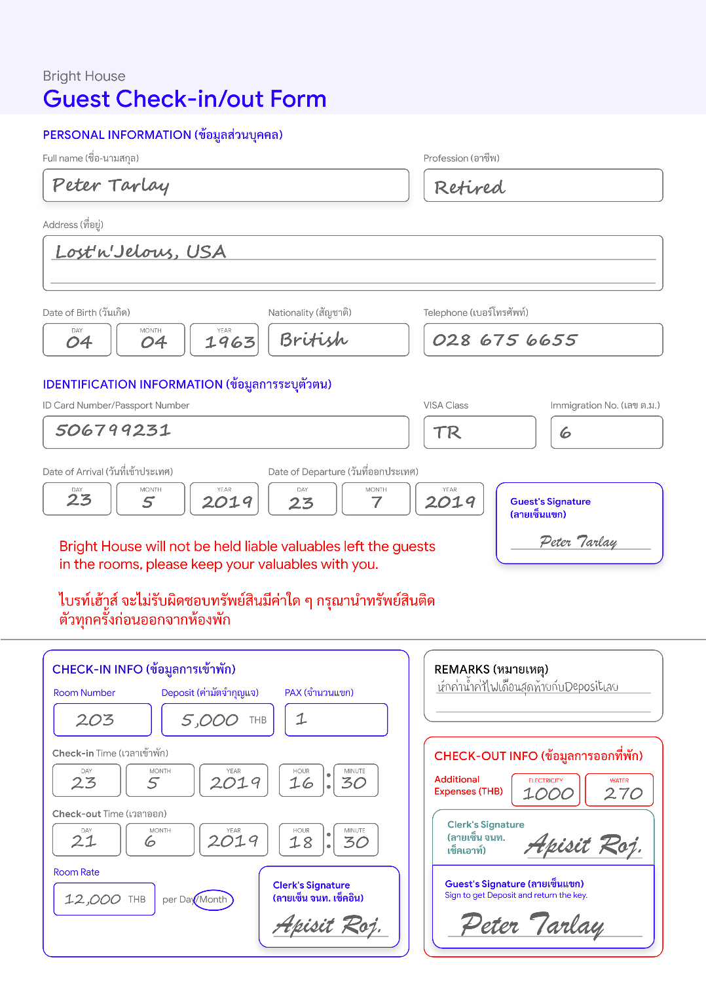 Bright House
Guest Check-in/out Form
PERSONAL INFORMATION (ข้อมูลส่วนบุคคล)
Full name (ชื่อ-นามสกุล)
Profession (อาชีพ)
Peter Tarlay
Retired
Address (ที่อยู่)
Lost'n'Jelous, USA
Date of Birth (วันเกิด)
Nationality (สัญชาติ)
Telephone (เบอร์โทรศัพท์)
DAY MONTH YEAR
04 04 1963
British
028 675 6655
IDENTIFICATION INFORMATION (ข้อมูลการระบุตัวตน)
ID Card Number/Passport Number
VISA Class
Immigration No. (เลข ต.ม.)
506799231
TR
6
Date of Arrival (วันที่เข้าประเทศ)
Date of Departure (วันที่ออกประเทศ)
DAY MONTH YEAR
23 5 2019
DAY MONTH YEAR
23 7 2019
Guest's Signature
(ลายเซ็นแขก)
Peter Tarlay
Bright House will not be held liable valuables left the guests
in the rooms, please keep your valuables with you.
ไบรท์เฮ้าส์ จะไม่รับผิดชอบทรัพย์สินมีค่าใด ๆ กรุณานำทรัพย์สินติด
ตัวทุกครั้งก่อนออกจากห้องพัก
CHECK-IN INFO (ข้อมูลการเข้าพัก)
Room Number
Deposit (ค่ามัดจำกุญแจ)
PAX (จำนวนแขก)
203
5,000 THB
1
Check-in Time (เวลาเข้าพัก)
DAY MONTH YEAR HOUR MINUTE
23 5 2019 16 : 30
Check-out Time (เวลาออก)
DAY MONTH YEAR HOUR MINUTE
21 6 2019 18 : 30
Room Rate
12,000 THB per Day/Month
Clerk's Signature
(ลายเซ็น จนท. เช็คอิน)
Apisit Roj.
REMARKS (หมายเหตุ)
หักค่าน้ำค่าไฟเดือนสุดท้ายกับDepositเลย
CHECK-OUT INFO (ข้อมูลการออกที่พัก)
Additional
Expenses (THB)
ELECTRICITY
1000
WATER
270
Clerk's Signature
(ลายเซ็น จนท.
เช็คเอาท์)
Apisit Roj.
Guest's Signature (ลายเซ็นแขก)
Sign to get Deposit and return the key.
Peter Tarlay